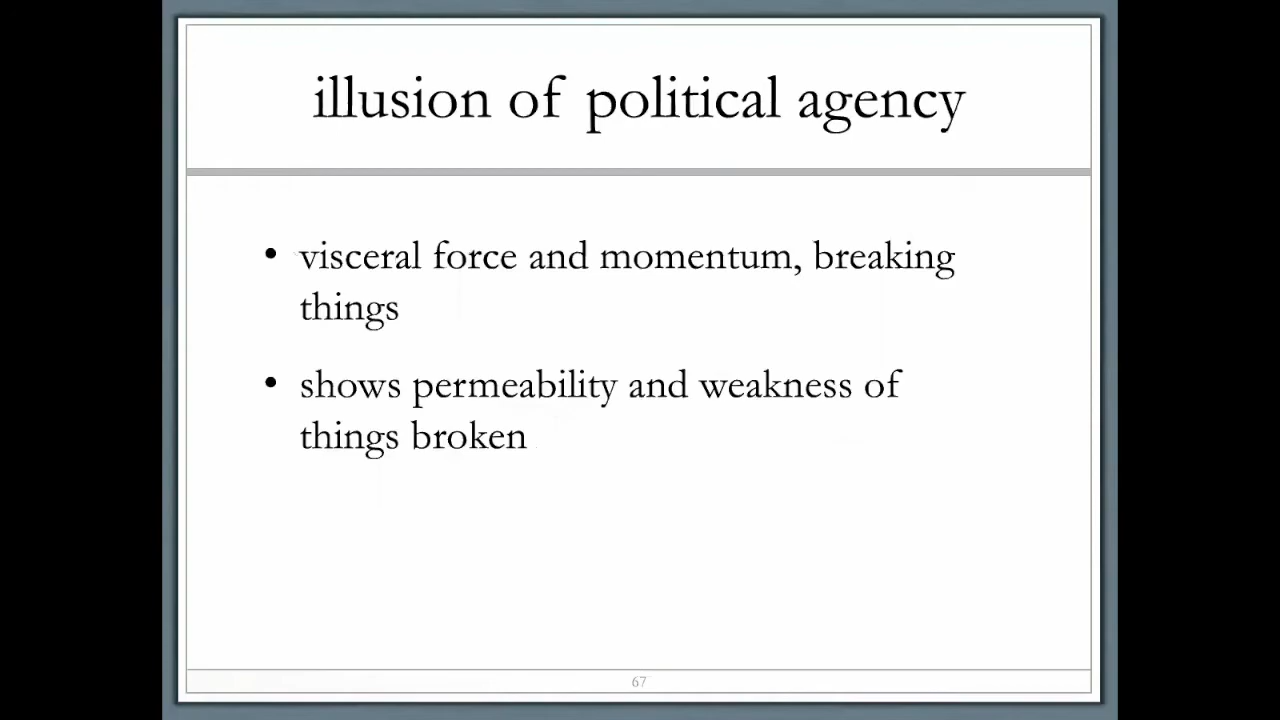 illusion of political agency
• visceral force and momentum, breaking
things
• shows permeability and weakness of
things broken
67